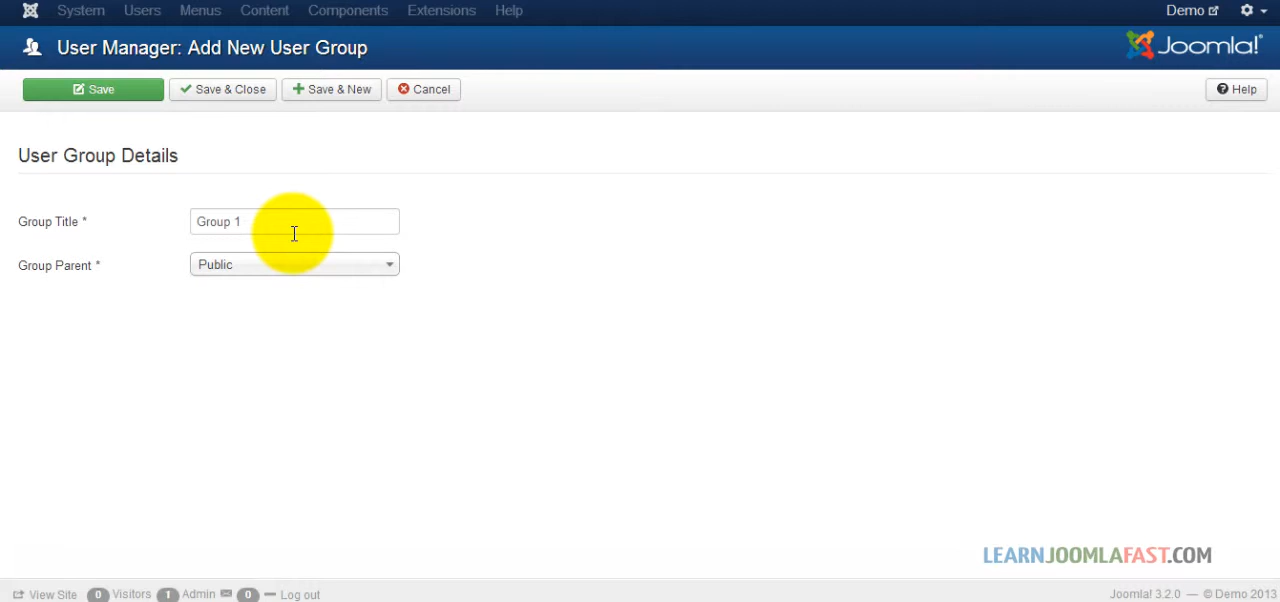 System Users Menus Content Components Extensions Help Demo
User Manager: Add New User Group Joomla!®
Save Save & Close Save & New Cancel Help
User Group Details
Group Title * Group 1
Group Parent * Public
LEARNJOOMLAFAST.COM
View Site 0 Visitors 1 Admin 0 Log out Joomla! 3.2.0 — © Demo 2013